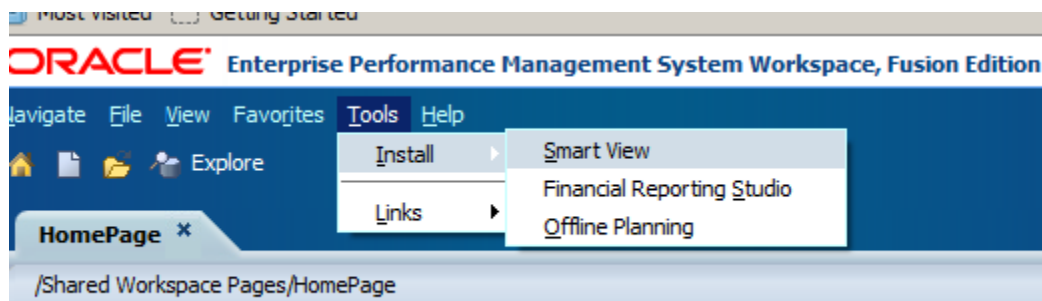 Most Visited Getting Started
ORACLE Enterprise Performance Management System Workspace, Fusion Edition
Navigate File View Favorites Tools Help
Explore
Install
Smart View
Financial Reporting Studio
Links
Offline Planning
HomePage
/Shared Workspace Pages/HomePage